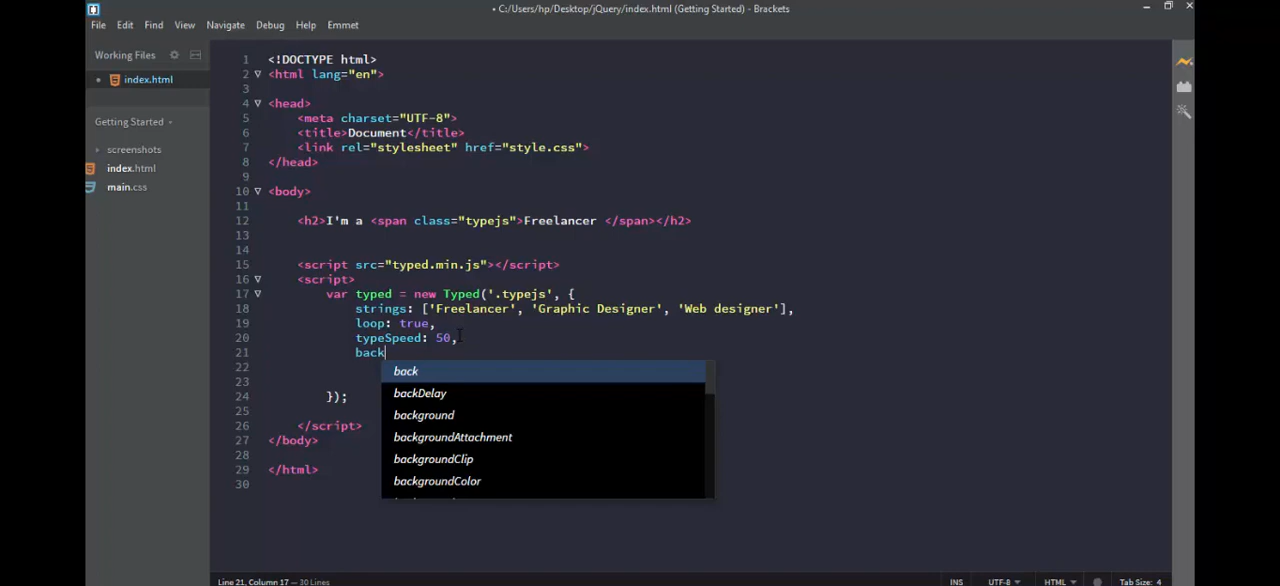 • C:/Users/hp/Desktop/jQuery/index.html (Getting Started) - Brackets
File Edit Find View Navigate Debug Help Emmet
Working Files
• index.html
Getting Started
screenshots
index.html
main.css
1 <!DOCTYPE html>
2 <html lang="en">
3
4 <head>
5 <meta charset="UTF-8">
6 <title>Document</title>
7 <link rel="stylesheet" href="style.css">
8 </head>
9
10 <body>
11
12 <h2>I'm a <span class="typejs">Freelancer </span></h2>
13
14
15 <script src="typed.min.js"></script>
16 <script>
17 var typed = new Typed('.typejs', {
18 strings: ['Freelancer', 'Graphic Designer', 'Web designer'],
19 loop: true,
20 typeSpeed: 50,
21 back
22
23
24 });
25
26 </script>
27 </body>
28
29 </html>
30
back
backDelay
background
backgroundAttachment
backgroundClip
backgroundColor
Line 21, Column 17 — 30 Lines
INS UTF-8 HTML Tab Size: 4